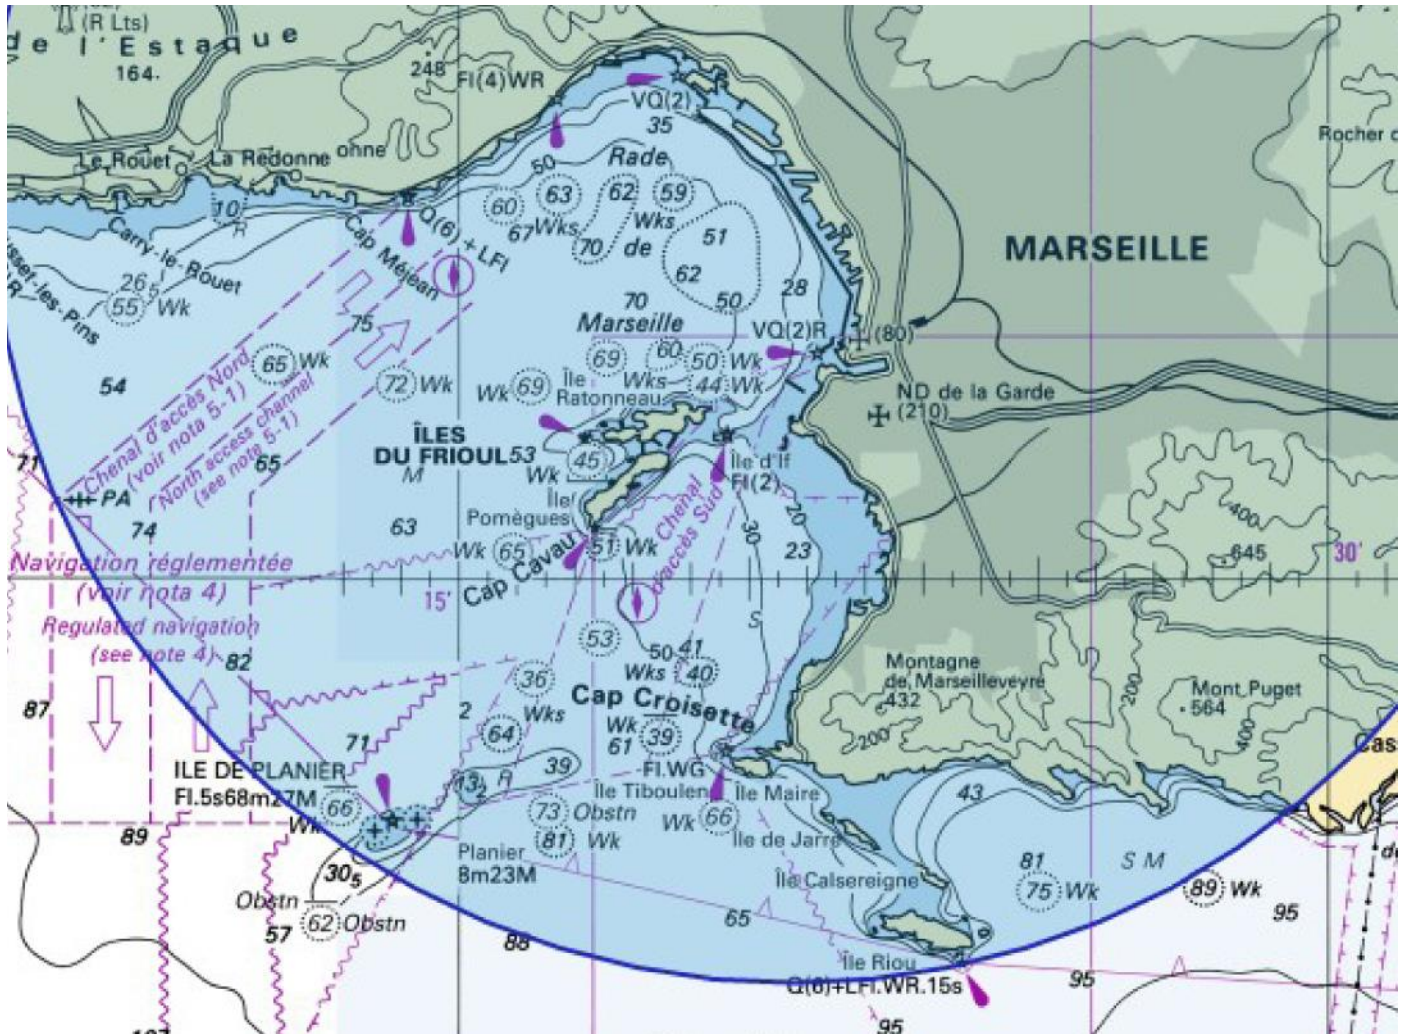 (R Lts)
de l'Estaque
164
248
Fl(4)WR
VQ(2)
35
Le Rouet
La Redonne
ohne
50
Rade
60
63
62
59
67
Wks
Wks
70
de
51
62
10
R
Q(6)+LFl
Cap Méjean
Carry-le-Rouet
26₅
55
Wk
70
50
28
MARSEILLE
Rocher
75
Marseille
VQ(2)R
(80)
65
Wk
69
60
50
Wk
Wks
44
Wk
54
72
Wk
Wk
69
Île
Ratonneau
ND de la Garde
(210)
Chenal d'accès Nord
(voir nota 5-1)
North access channel
(see note 5-1)
ÎLES
DU FRIOUL
53
M
45
Wk
Île d'If
Fl(2)
71
PA
65
74
63
Île
Pomègues
Chenal
d'accès Sud
30
20
23
400
645
30'
Wk
65
51
Wk
Cap Cavau
Navigation réglementée
(voir nota 4)
15'
Regulated navigation
(see note 4)
S
53
82
50
41
Wks
40
36
Wks
Cap Croisette
Montagne
de Marseilleveyre
432
200
200
Mont Puget
564
400
87
2
64
Wk
61
39
71
ILE DE PLANIER
Fl.5s68m27M
66
Wk
13₂
R
39
Fl.WG
Île Tiboulen
Île Maire
43
73
Obstn
81
Wk
Wk
66
Île de Jarre
89
Planier
8m23M
30₅
Île Calsereigne
81
S M
75
Wk
89
Wk
Obstn
62
Obstn
57
65
95
88
Île Riou
Q(6)+LFl.WR.15s
95
95